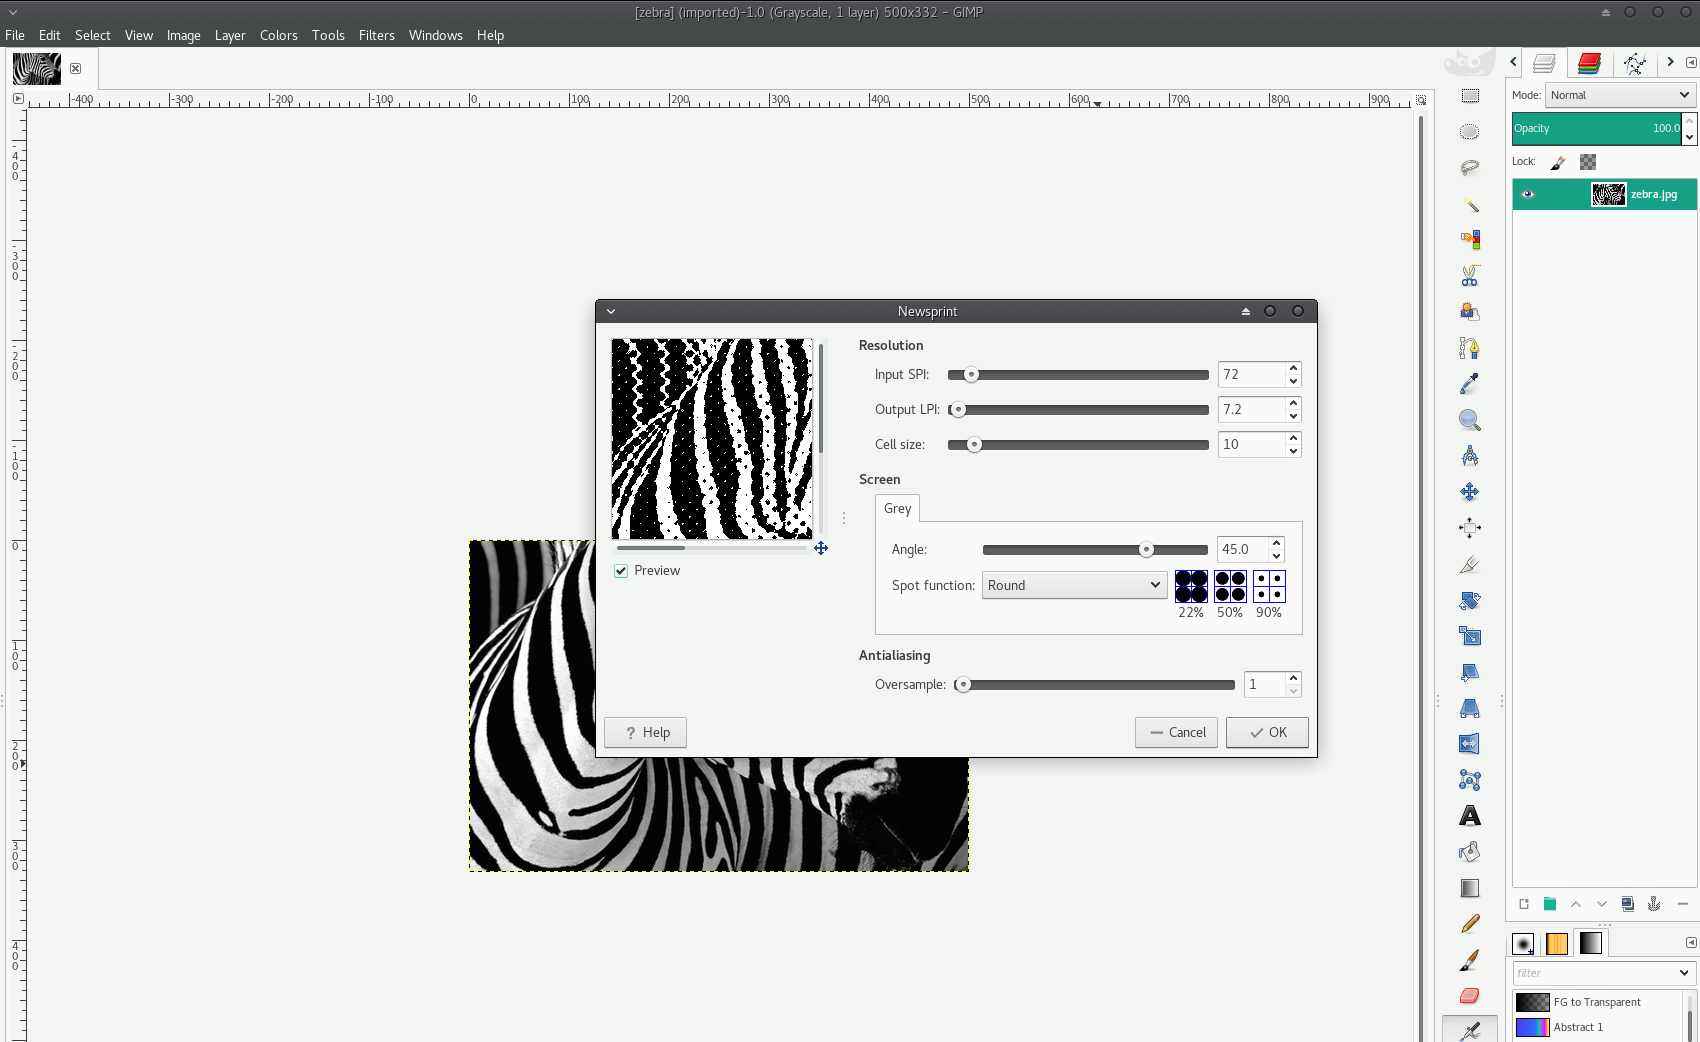 [zebra] (imported)-1.0 (Grayscale, 1 layer) 500x332 – GIMP
File Edit Select View Image Layer Colors Tools Filters Windows Help
-400 -300 -200 -100 0 100 200 300 400 500 600 700 800 900
-400
-300
-200
-100
0
100
200
300
400
Mode: Normal
Opacity 100.0
Lock:
zebra.jpg
Newsprint
Resolution
Input SPI: 72
Output LPI: 7.2
Cell size: 10
Screen
Grey
Angle: 45.0
Spot function: Round
22% 50% 90%
Preview
Antialiasing
Oversample: 1
? Help Cancel OK
filter
FG to Transparent
Abstract 1